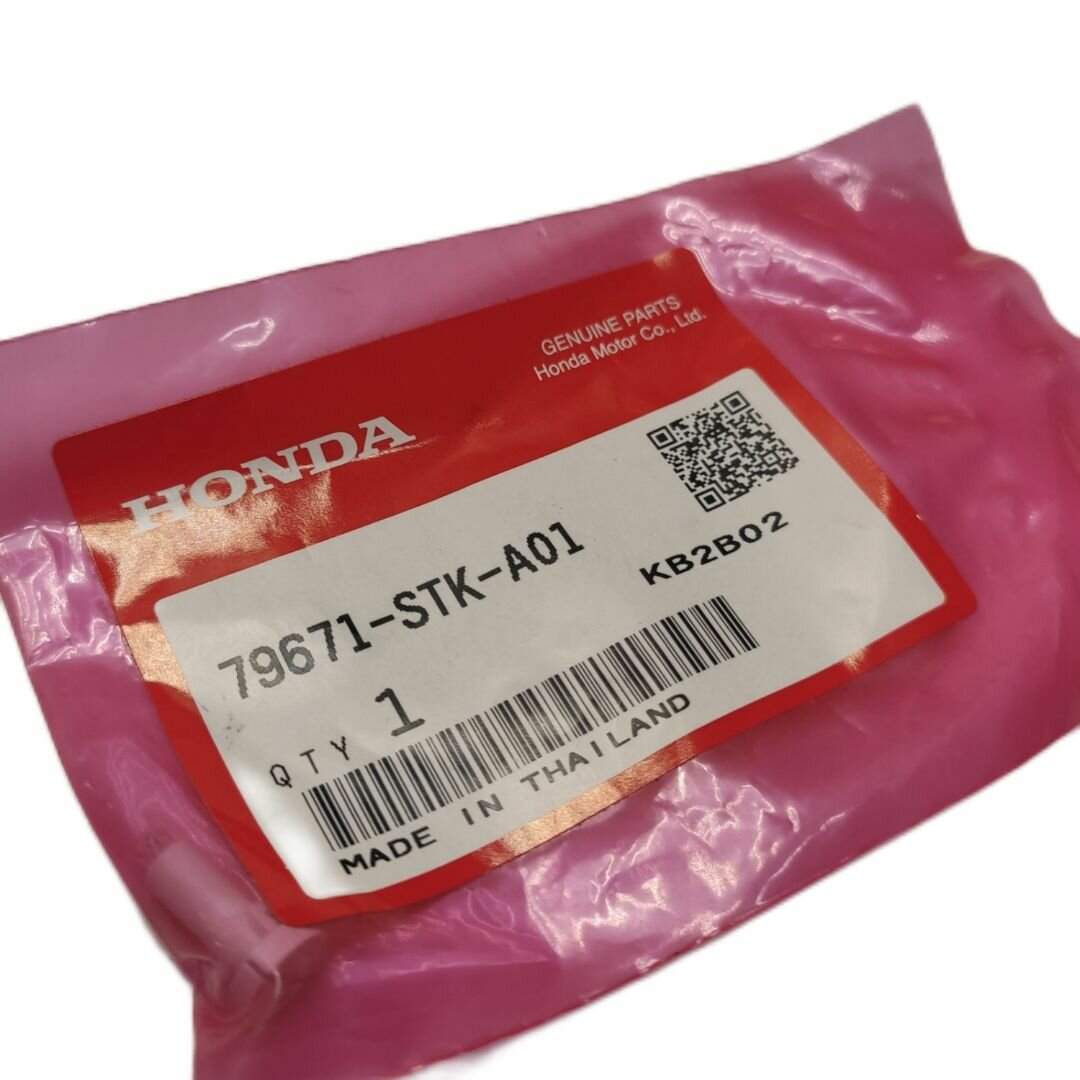 GENUINE PARTS
Honda Motor Co., Ltd.
HONDA
79671-STK-A01
KB2B02
QTY 1
MADE IN THAILAND